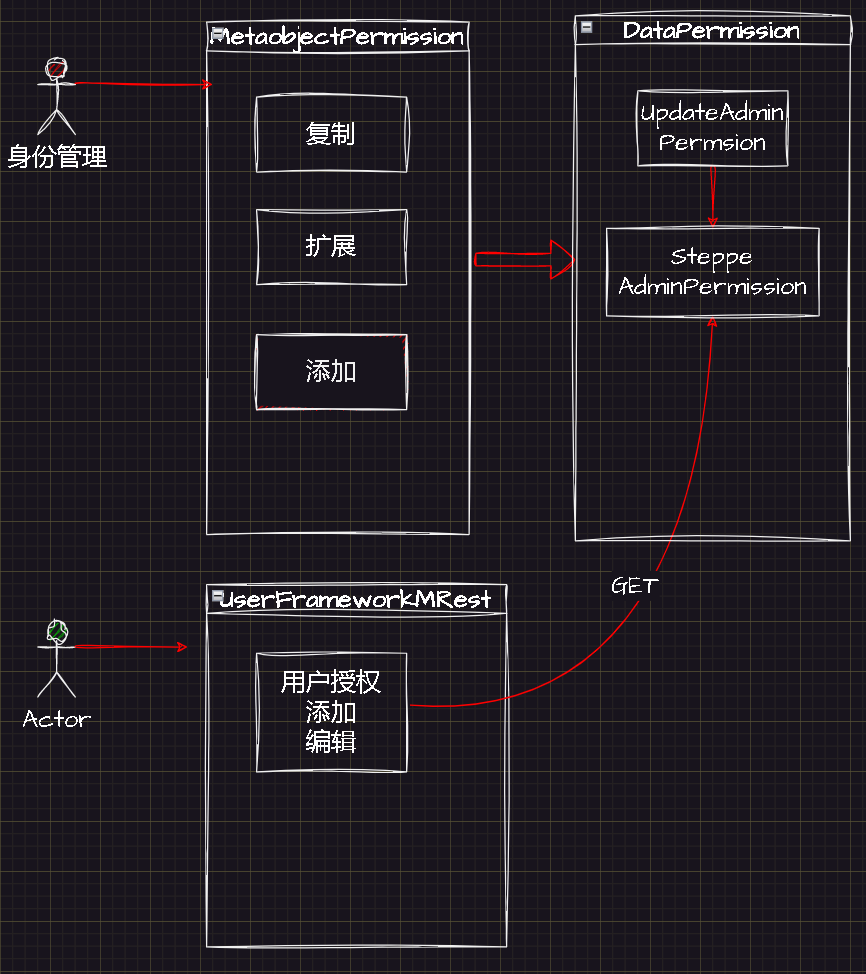 MetaobjectPermission
身份管理
复制
扩展
添加
DataPermission
UpdateAdmin
Permsion
Steppe
AdminPermission
GET
UserFrameworkMRest
Actor
用户授权
添加
编辑